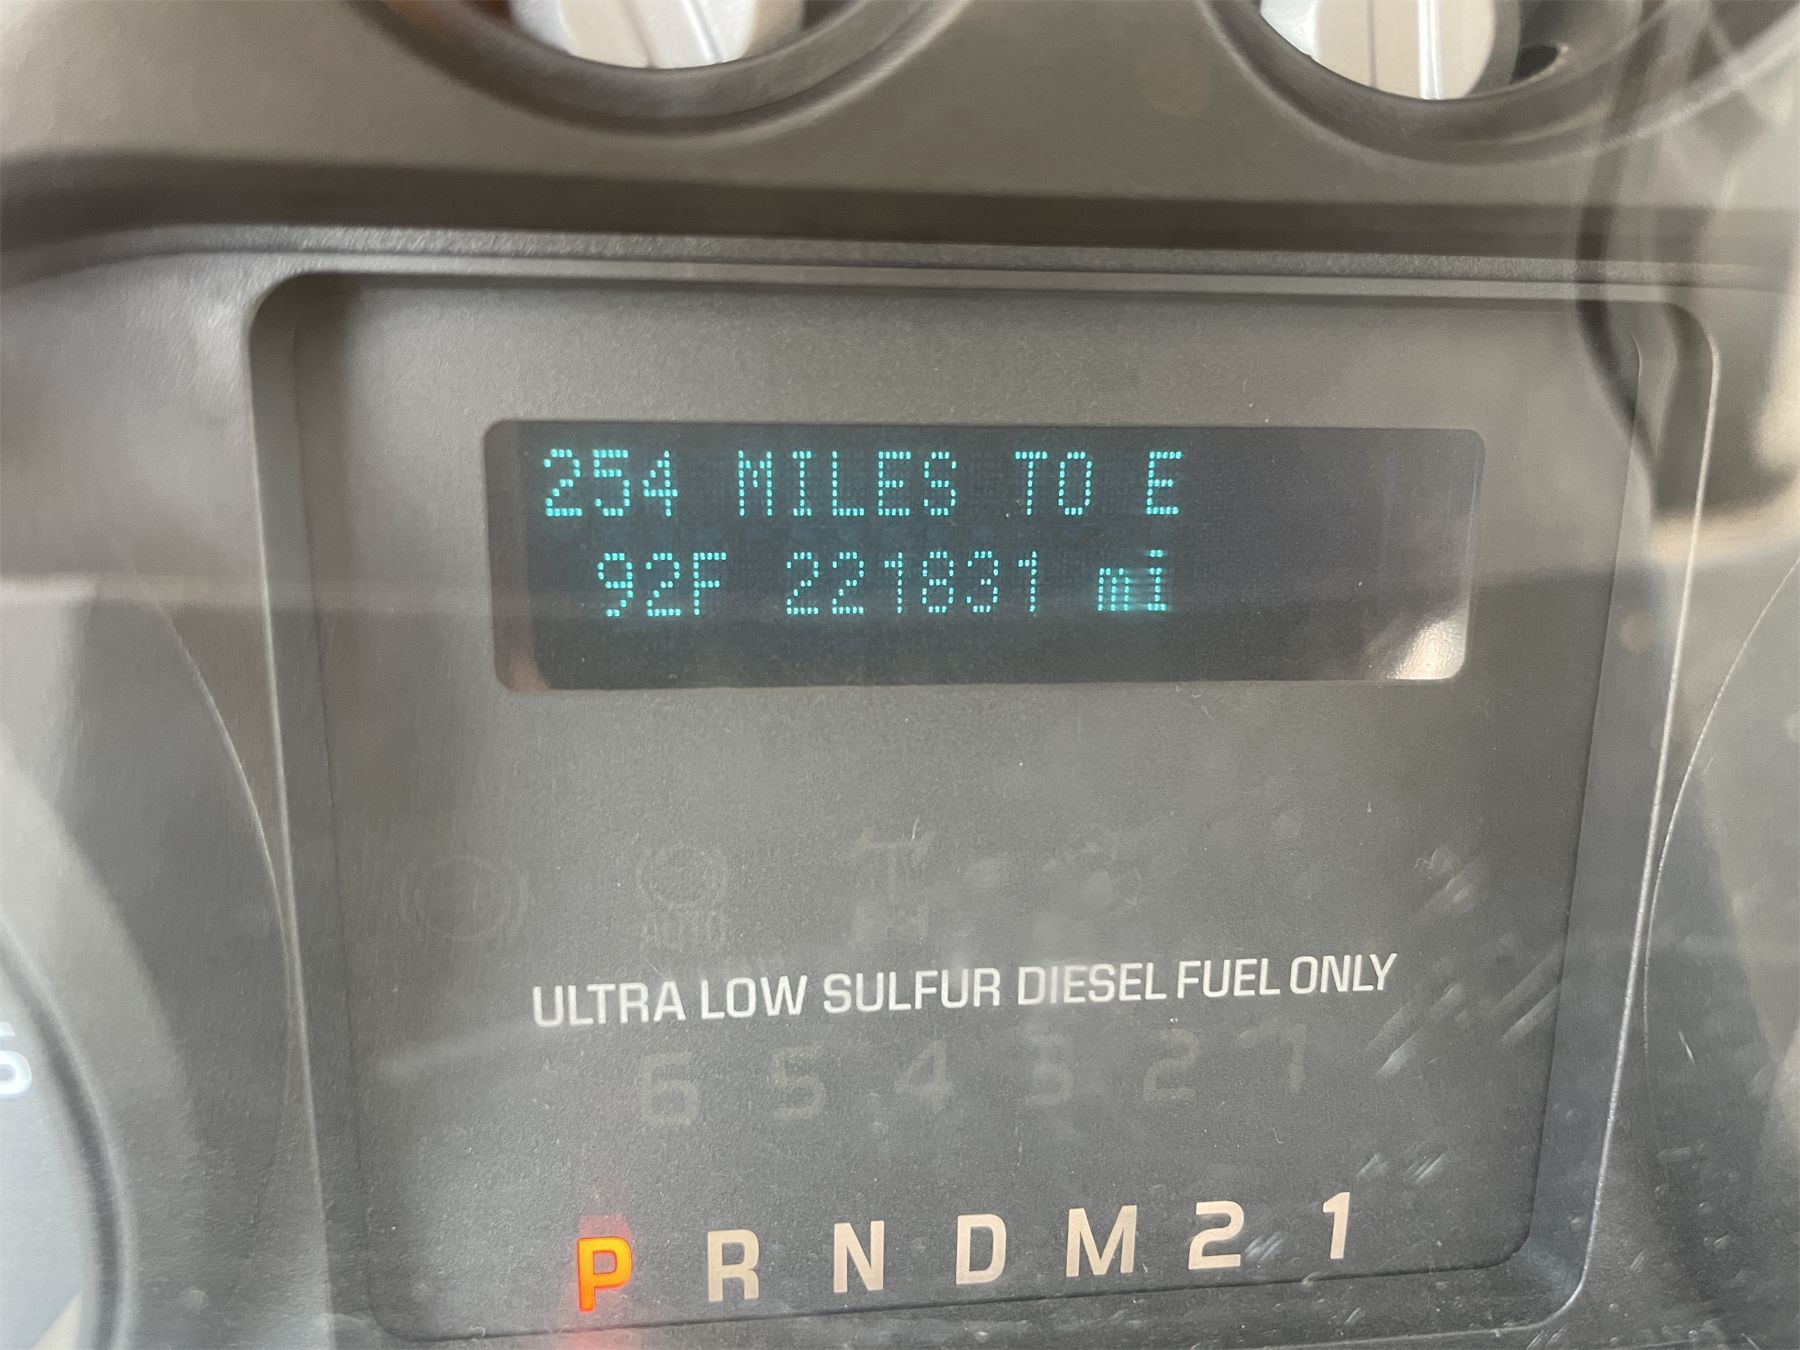 254 MILES TO E
92F 221831 mi
AUTO
ULTRA LOW SULFUR DIESEL FUEL ONLY
6 5 4 3 2 1
P R N D M 2 1